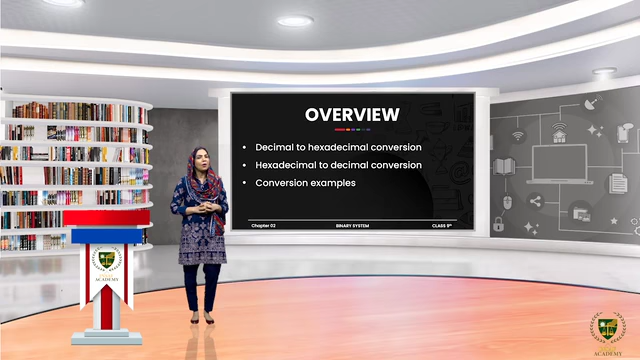 OVERVIEW
• Decimal to hexadecimal conversion
• Hexadecimal to decimal conversion
• Conversion examples
Chapter 02 BINARY SYSTEM CLASS 9th
ACADEMY
ACADEMY